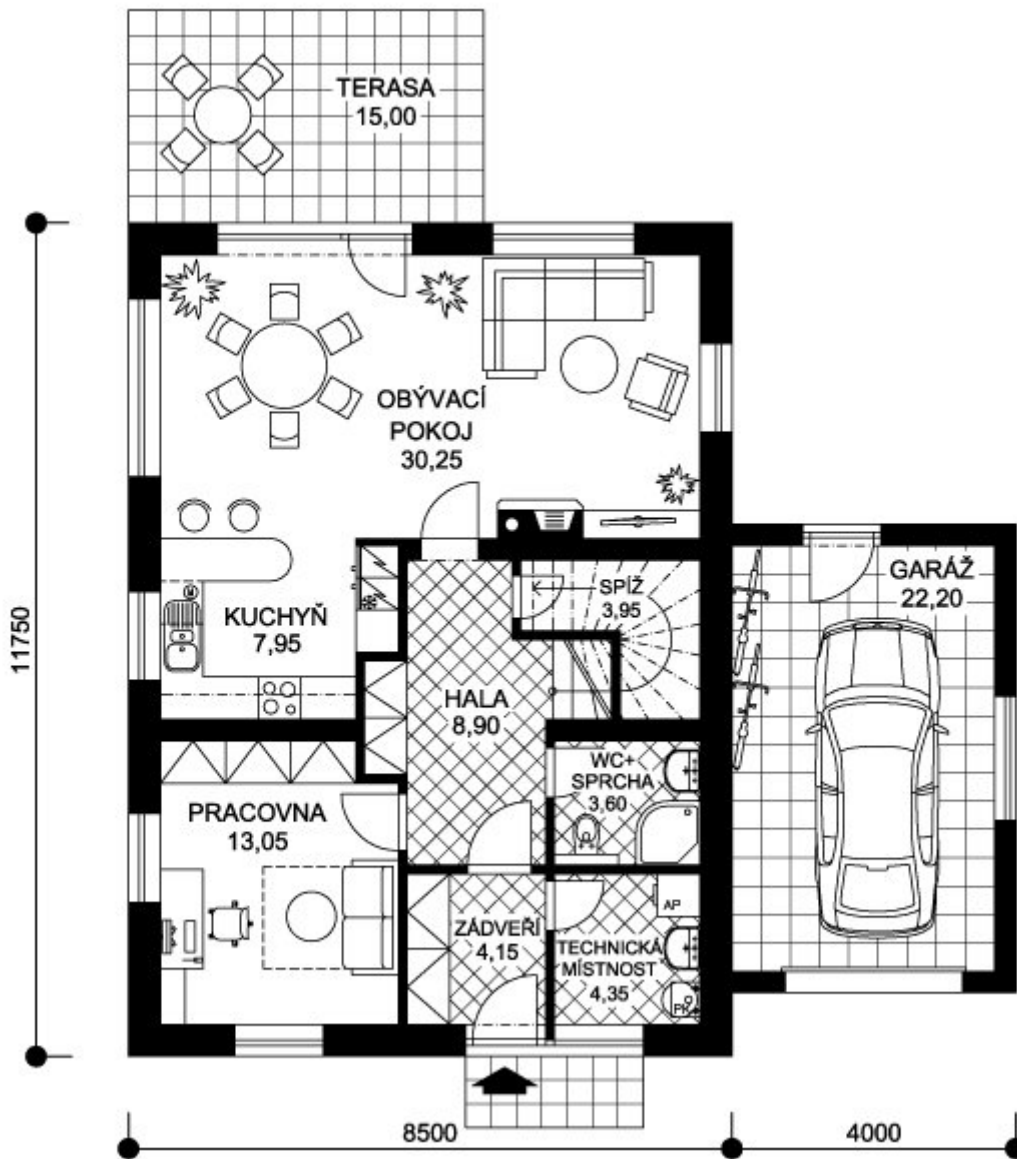 TERASA
15,00
OBÝVACÍ
POKOJ
30,25
GARÁŽ
22,20
SPÍŽ
3,95
KUCHYŇ
7,95
11750
HALA
8,90
WC+
SPRCHA
3,60
PRACOVNA
13,05
AP
ZÁDVEŘÍ
4,15
TECHNICKÁ
MÍSTNOST
4,35
PK
8500
4000